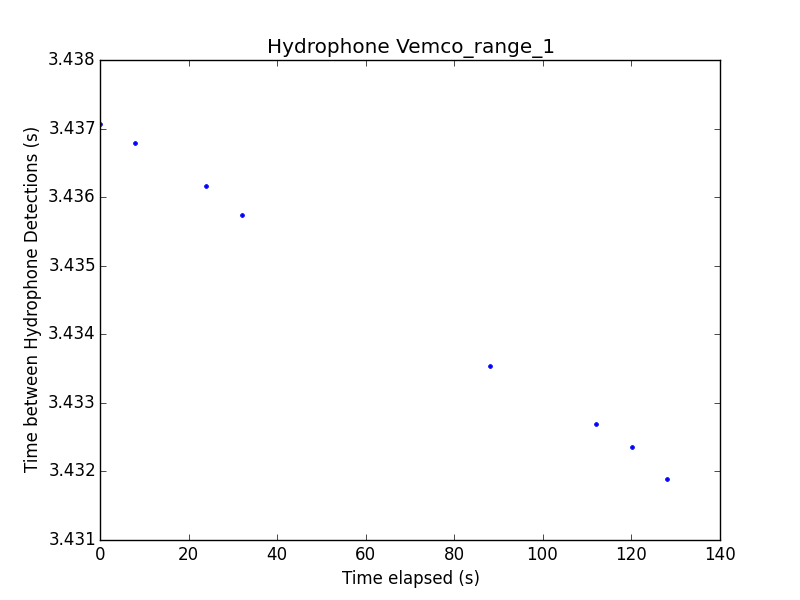 Hydrophone Vemco_range_1
3.438
3.437
3.436
3.435
3.434
3.433
3.432
3.431
Time between Hydrophone Detections (s)
0 20 40 60 80 100 120 140
Time elapsed (s)